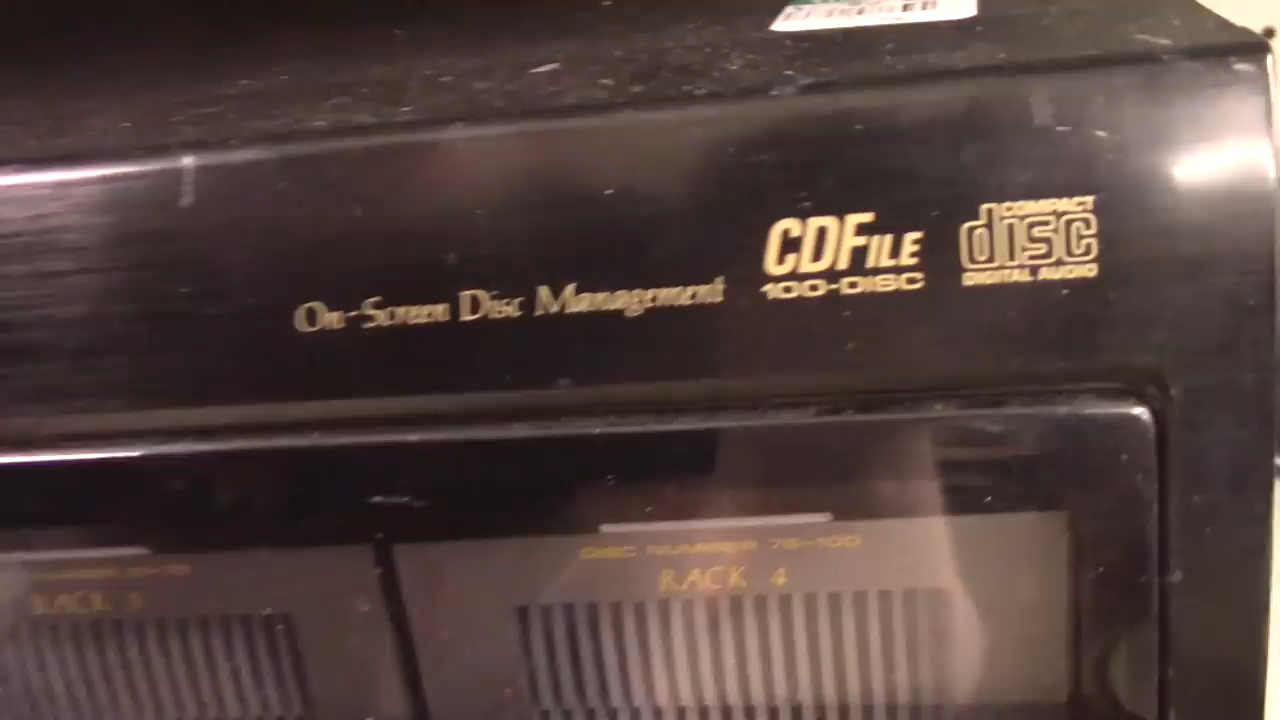 On-Screen Disc Management
CDFILE
100-DISC
COMPACT
disc
DIGITAL AUDIO
DISC NUMBER 76-100
RACK 4
RACK 3